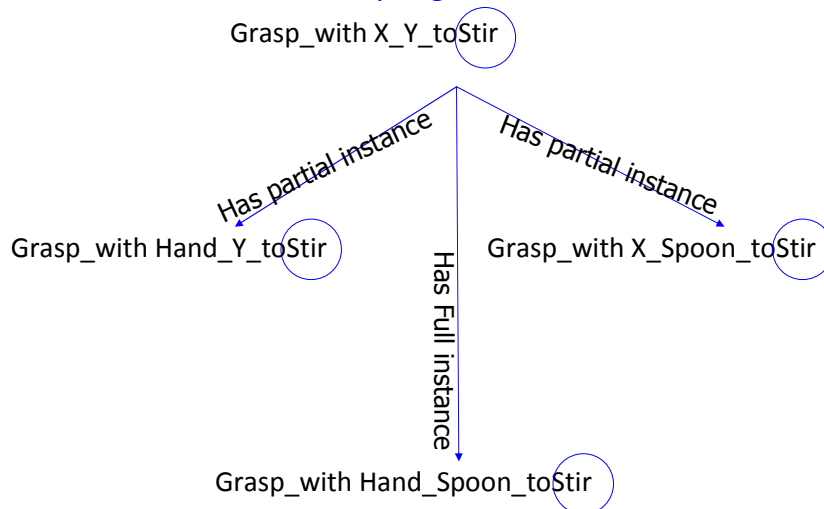 Grasp_with X_Y_toStir
Has partial instance
Has partial instance
Grasp_with Hand_Y_toStir
Grasp_with X_Spoon_toStir
Has Full instance
Grasp_with Hand_Spoon_toStir